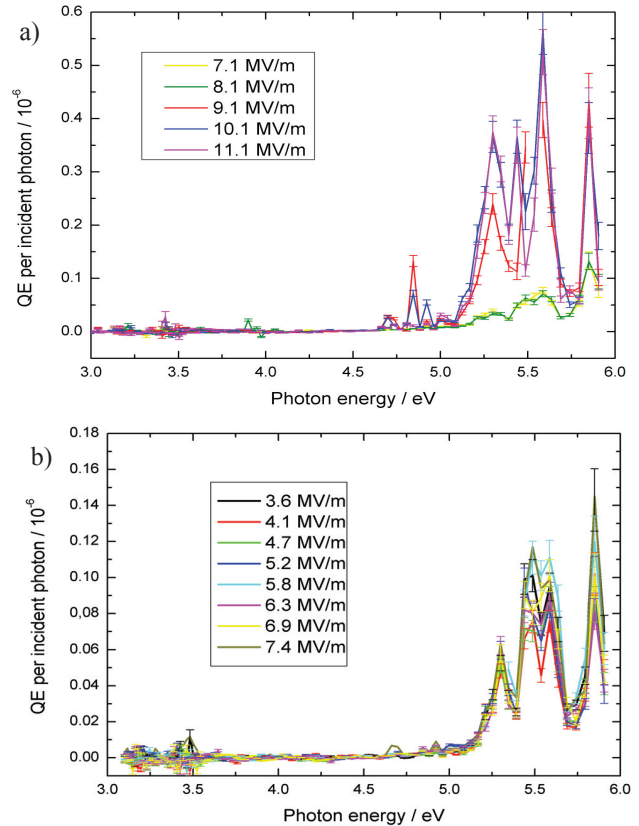 a)
QE per incident photon / 10⁻⁶
0.6
0.5
0.4
0.3
0.2
0.1
0.0
7.1 MV/m
8.1 MV/m
9.1 MV/m
10.1 MV/m
11.1 MV/m
3.0 3.5 4.0 4.5 5.0 5.5 6.0
Photon energy / eV
b)
QE per incident photon / 10⁻⁶
0.18
0.16
0.14
0.12
0.10
0.08
0.06
0.04
0.02
0.00
3.6 MV/m
4.1 MV/m
4.7 MV/m
5.2 MV/m
5.8 MV/m
6.3 MV/m
6.9 MV/m
7.4 MV/m
3.0 3.5 4.0 4.5 5.0 5.5 6.0
Photon energy / eV